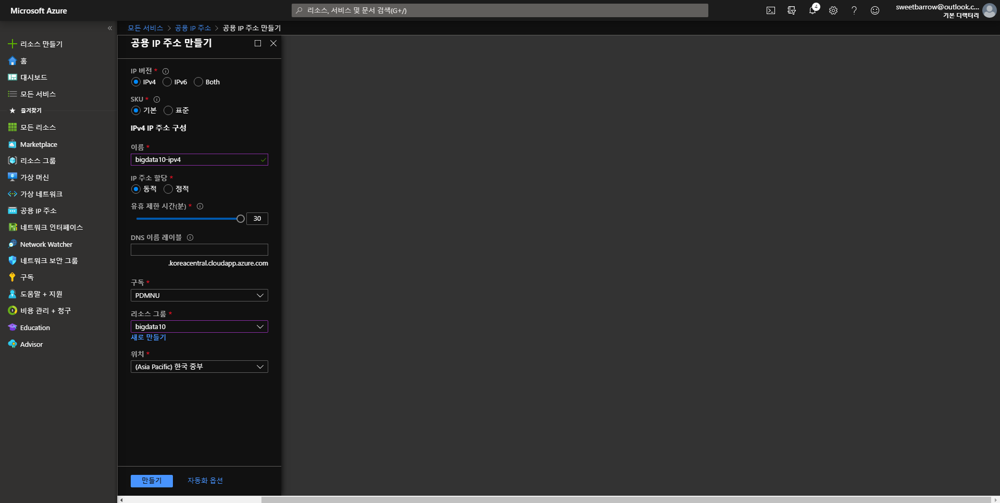 Microsoft Azure
리소스, 서비스 및 문서 검색(G+/)
4
sweetbarrow@outlook.c...
기본 디렉터리
«
모든 서비스 > 공용 IP 주소 > 공용 IP 주소 만들기
리소스 만들기
홈
대시보드
모든 서비스
즐겨찾기
모든 리소스
Marketplace
리소스 그룹
가상 머신
가상 네트워크
공용 IP 주소
네트워크 인터페이스
Network Watcher
네트워크 보안 그룹
구독
도움말 + 지원
비용 관리 + 청구
Education
Advisor
공용 IP 주소 만들기
IP 버전 *
IPv4 IPv6 Both
SKU *
기본 표준
IPv4 IP 주소 구성
이름 *
bigdata10-ipv4
IP 주소 할당 *
동적 정적
유휴 제한 시간(분) *
30
DNS 이름 레이블
.koreacentral.cloudapp.azure.com
구독 *
PDMNU
리소스 그룹 *
bigdata10
새로 만들기
위치 *
(Asia Pacific) 한국 중부
만들기 자동화 옵션